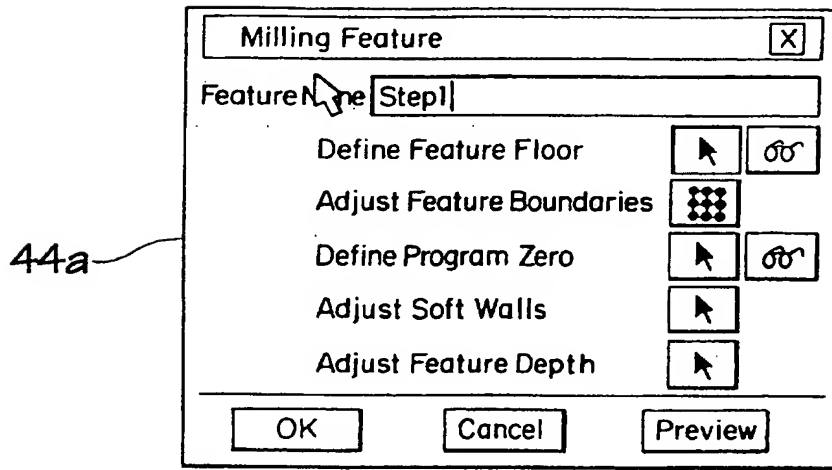 Milling Feature X
Feature Name Step1
Define Feature Floor
Adjust Feature Boundaries
44a
Define Program Zero
Adjust Soft Walls
Adjust Feature Depth
OK Cancel Preview